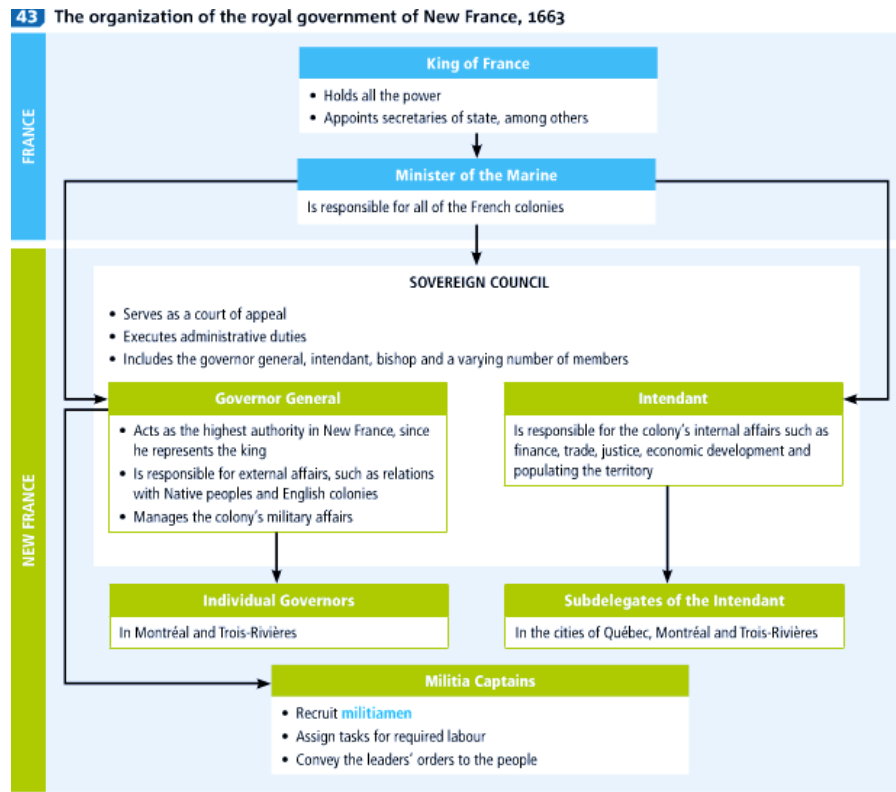 43 The organization of the royal government of New France, 1663
FRANCE
King of France
• Holds all the power
• Appoints secretaries of state, among others
Minister of the Marine
Is responsible for all of the French colonies
NEW FRANCE
SOVEREIGN COUNCIL
• Serves as a court of appeal
• Executes administrative duties
• Includes the governor general, intendant, bishop and a varying number of members
Governor General
• Acts as the highest authority in New France, since
he represents the king
• Is responsible for external affairs, such as relations
with Native peoples and English colonies
• Manages the colony's military affairs
Intendant
Is responsible for the colony's internal affairs such as
finance, trade, justice, economic development and
populating the territory
Individual Governors
In Montréal and Trois-Rivières
Subdelegates of the Intendant
In the cities of Québec, Montréal and Trois-Rivières
Militia Captains
• Recruit militiamen
• Assign tasks for required labour
• Convey the leaders' orders to the people